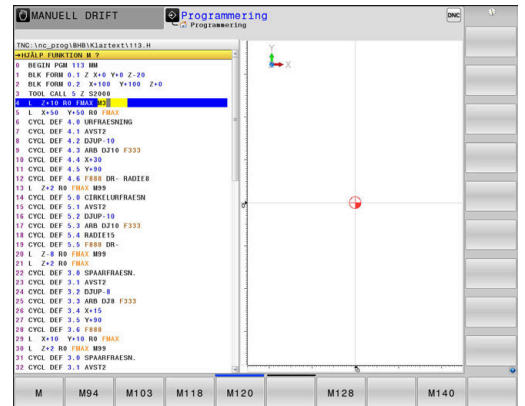 MANUELL DRIFT
Programmering
Programmering
DNC
TNC:\nc_prog\BHB\Klartext\113.H
→HJÄLP FUNKTION M ?
0 BEGIN PGM 113 MM
1 BLK FORM 0.1 Z X+0 Y+0 Z-20
2 BLK FORM 0.2 X+100 Y+100 Z+0
3 TOOL CALL 5 Z S2000
4 L Z+10 R0 FMAX M3
5 L X+50 Y+50 R0 FMAX
6 CYCL DEF 4.0 URFRAESNING
7 CYCL DEF 4.1 AVST2
8 CYCL DEF 4.2 DJUP-10
9 CYCL DEF 4.3 ARB DJ10 F333
10 CYCL DEF 4.4 X+30
11 CYCL DEF 4.5 Y+90
12 CYCL DEF 4.6 F888 DR- RADIE8
13 L Z+2 R0 FMAX M99
14 CYCL DEF 5.0 CIRKELURFRAESN
15 CYCL DEF 5.1 AVST2
16 CYCL DEF 5.2 DJUP-10
17 CYCL DEF 5.3 ARB DJ10 F333
18 CYCL DEF 5.4 RADIE15
19 CYCL DEF 5.5 F888 DR-
20 L Z-8 R0 FMAX M99
21 L Z+2 R0 FMAX
22 CYCL DEF 3.0 SPAARFRAESN.
23 CYCL DEF 3.1 AVST2
24 CYCL DEF 3.2 DJUP-8
25 CYCL DEF 3.3 ARB DJ8 F333
26 CYCL DEF 3.4 X+15
27 CYCL DEF 3.5 Y+90
28 CYCL DEF 3.6 F888
29 L X+10 Y+10 R0 FMAX
30 L Z+2 R0 FMAX M99
31 CYCL DEF 3.0 SPAARFRAESN.
32 CYCL DEF 3.1 AVST2
Y
X
M
M94
M103
M118
M120
M128
M140